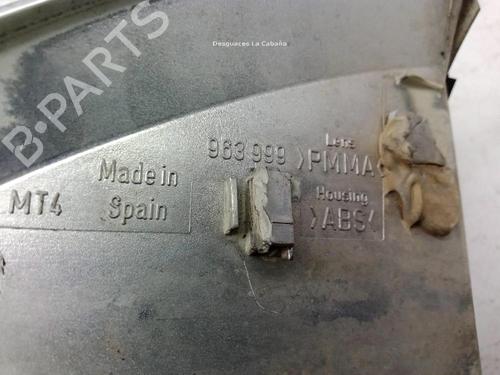 Desguaces La Cabaña
B-PARTS
963 999
Lens
>PMMA<
Made in
Spain
MT4
Housing
>ABS<